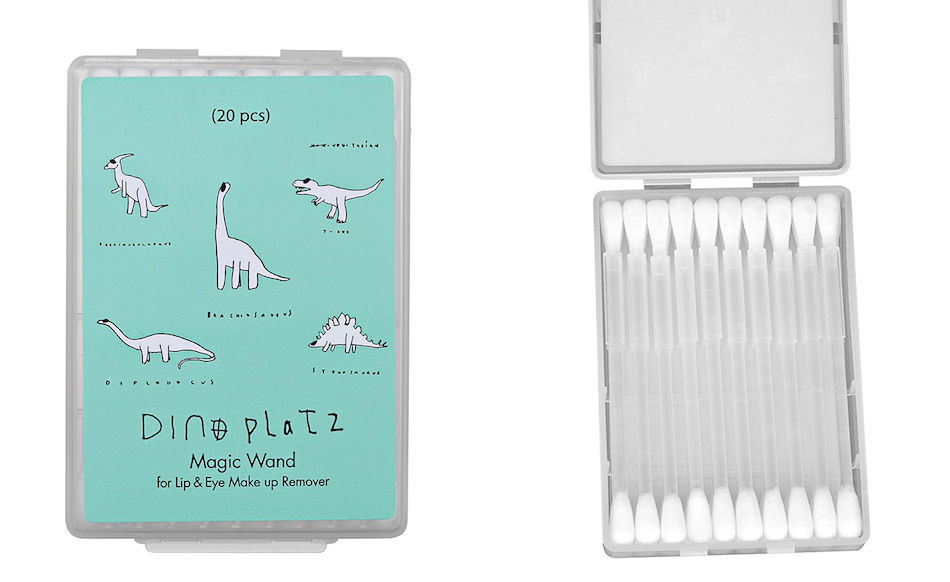 (20 pcs)
T-REX
BRACHIOSAURUS
DIPLODOCUS
DINO PLATZ
Magic Wand
for Lip & Eye Make up Remover